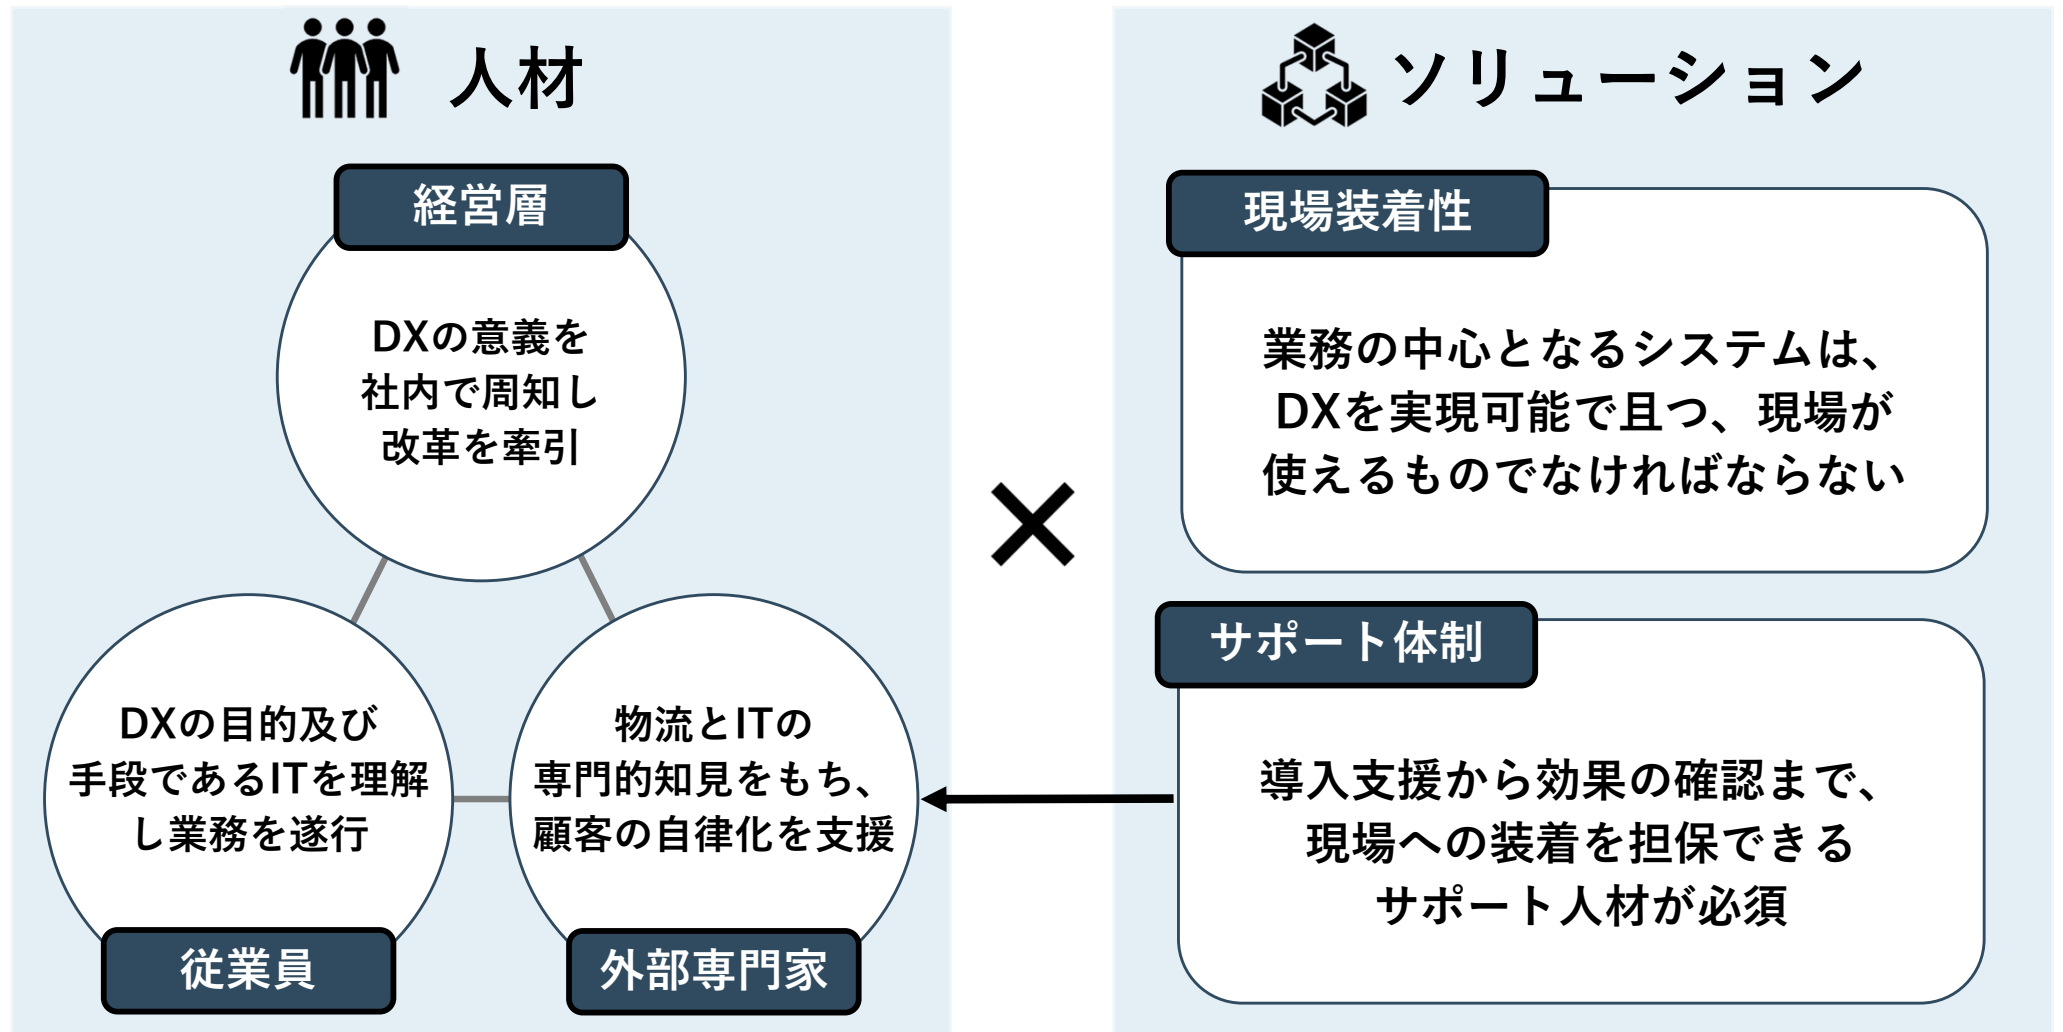 人材
経営層
DXの意義を
社内で周知し
改革を牽引
DXの目的及び
手段であるITを理解
し業務を遂行
従業員
物流とITの
専門的知見をもち、
顧客の自律化を支援
外部専門家
×
ソリューション
現場装着性
業務の中心となるシステムは、
DXを実現可能で且つ、現場が
使えるものでなければならない
サポート体制
導入支援から効果の確認まで、
現場への装着を担保できる
サポート人材が必須